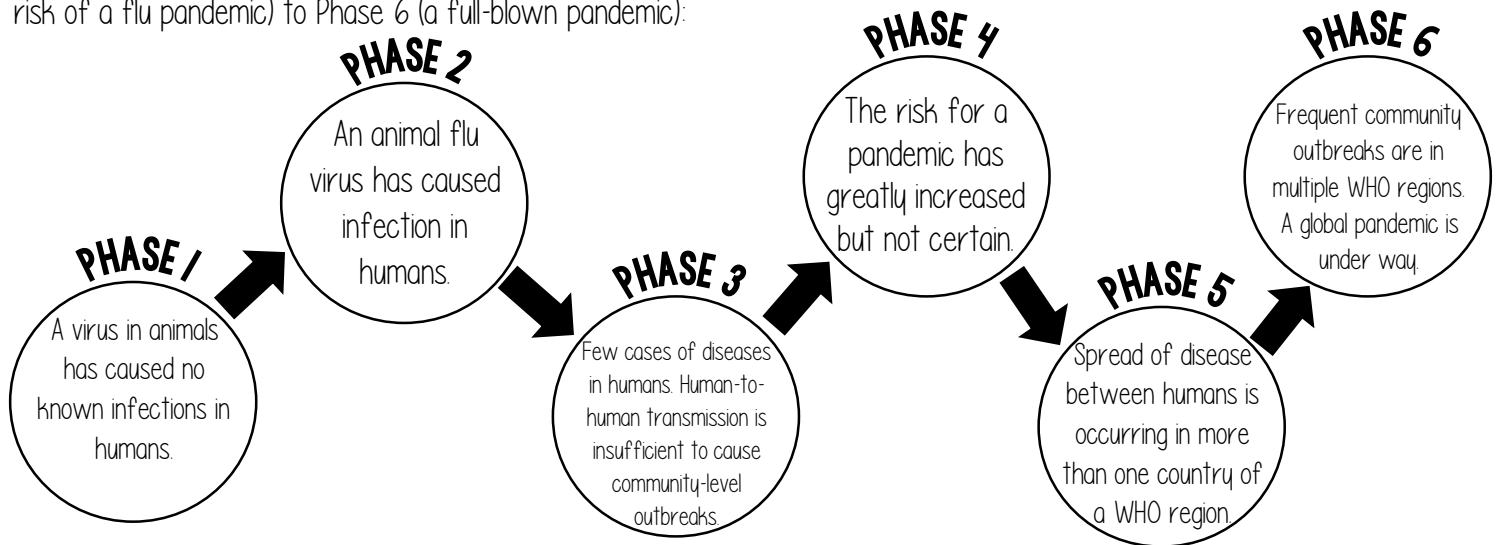 risk of a flu pandemic) to Phase 6 (a full-blown pandemic):
PHASE 1
A virus in animals
has caused no
known infections in
humans.
PHASE 2
An animal flu
virus has caused
infection in
humans.
PHASE 3
Few cases of diseases
in humans. Human-to-
human transmission is
insufficient to cause
community-level
outbreaks.
PHASE 4
The risk for a
pandemic has
greatly increased
but not certain.
PHASE 5
Spread of disease
between humans is
occurring in more
than one country of
a WHO region.
PHASE 6
Frequent community
outbreaks are in
multiple WHO regions.
A global pandemic is
under way.